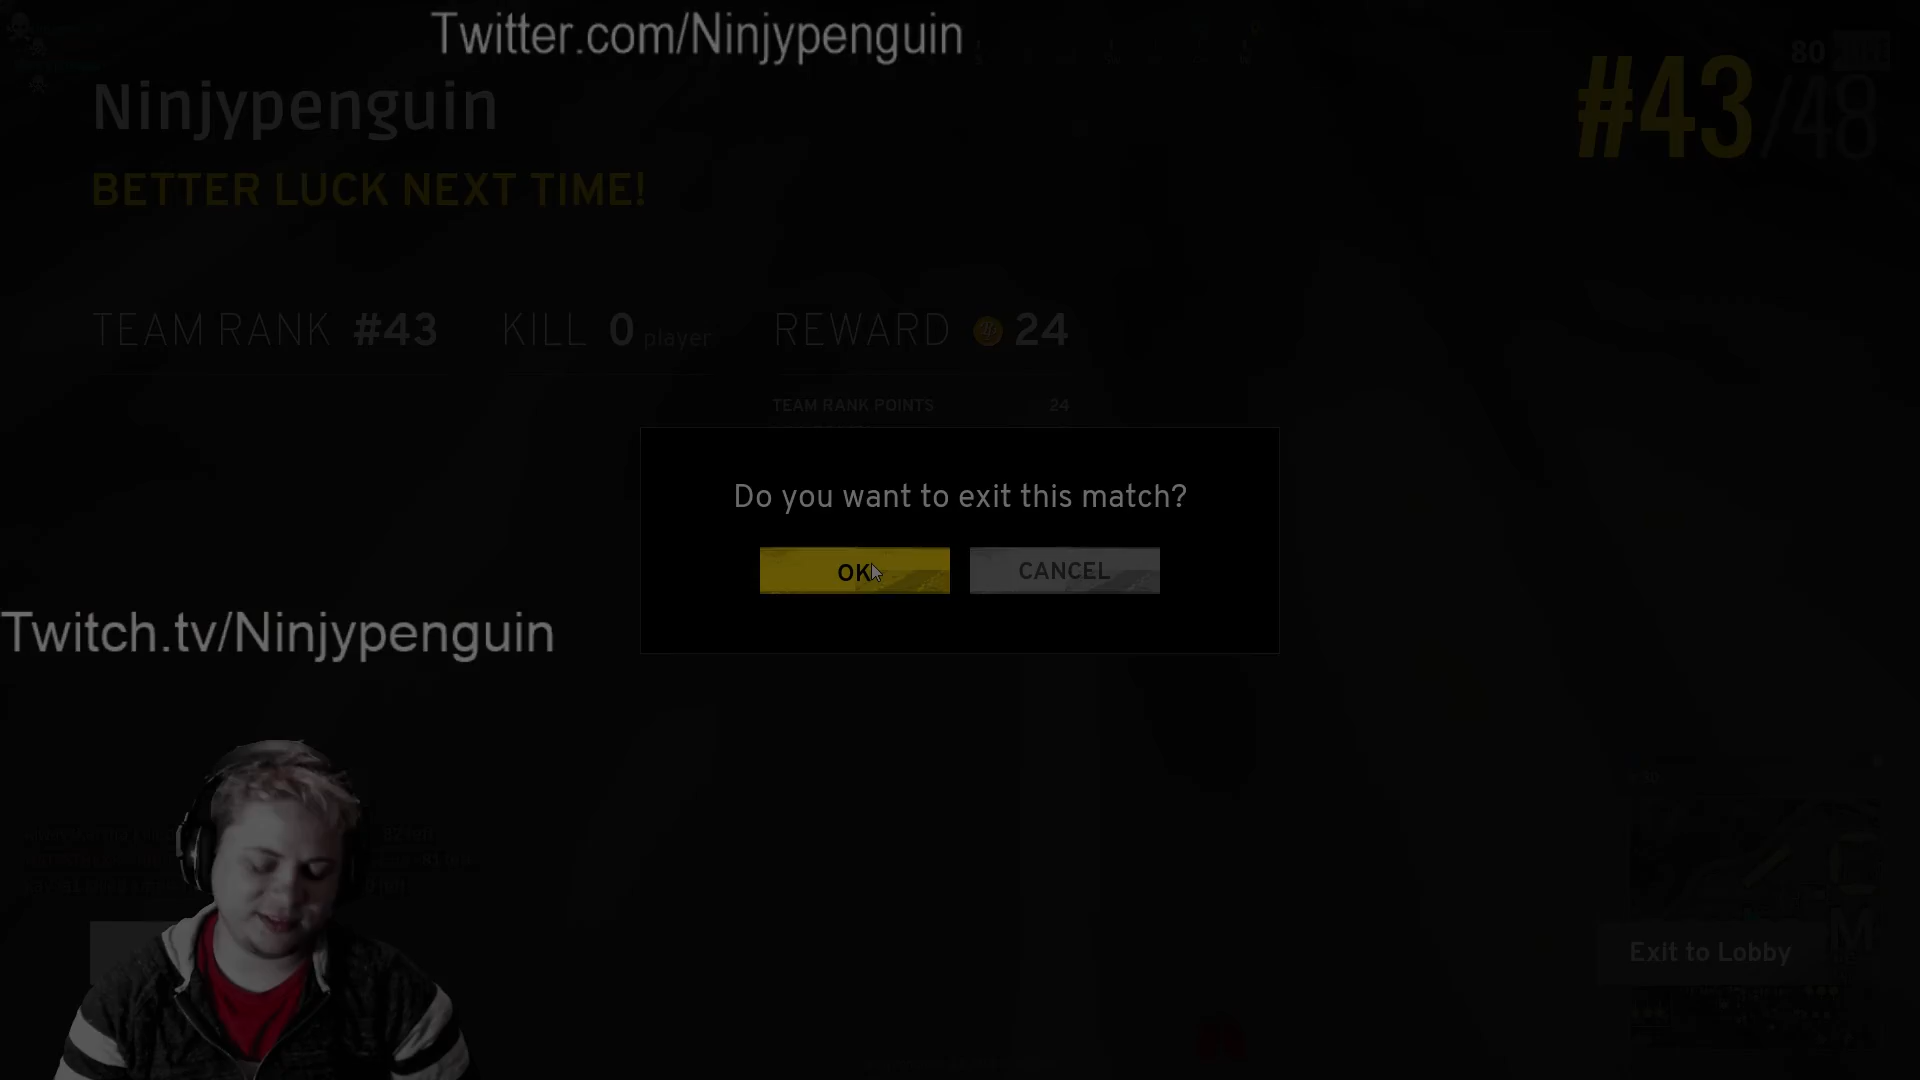 Twitter.com/Ninjypenguin
80
Ninjypenguin
#43/48
BETTER LUCK NEXT TIME!
TEAM RANK #43 KILL 0 player REWARD 24
TEAM RANK POINTS 24
Do you want to exit this match?
OK CANCEL
Twitch.tv/Ninjypenguin
Exit to Lobby